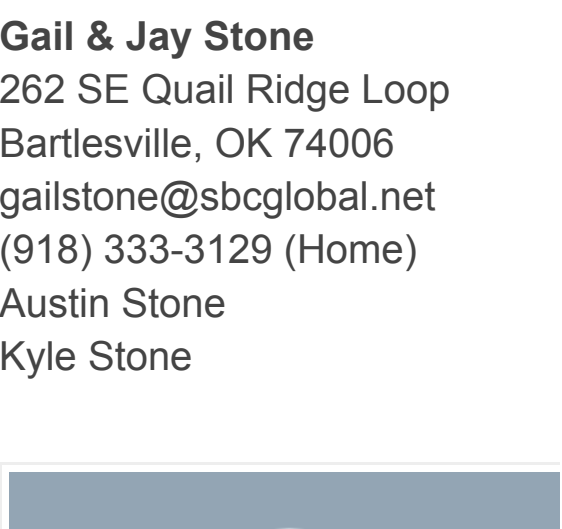 Gail & Jay Stone
262 SE Quail Ridge Loop
Bartlesville, OK 74006
gailstone@sbcglobal.net
(918) 333-3129 (Home)
Austin Stone
Kyle Stone